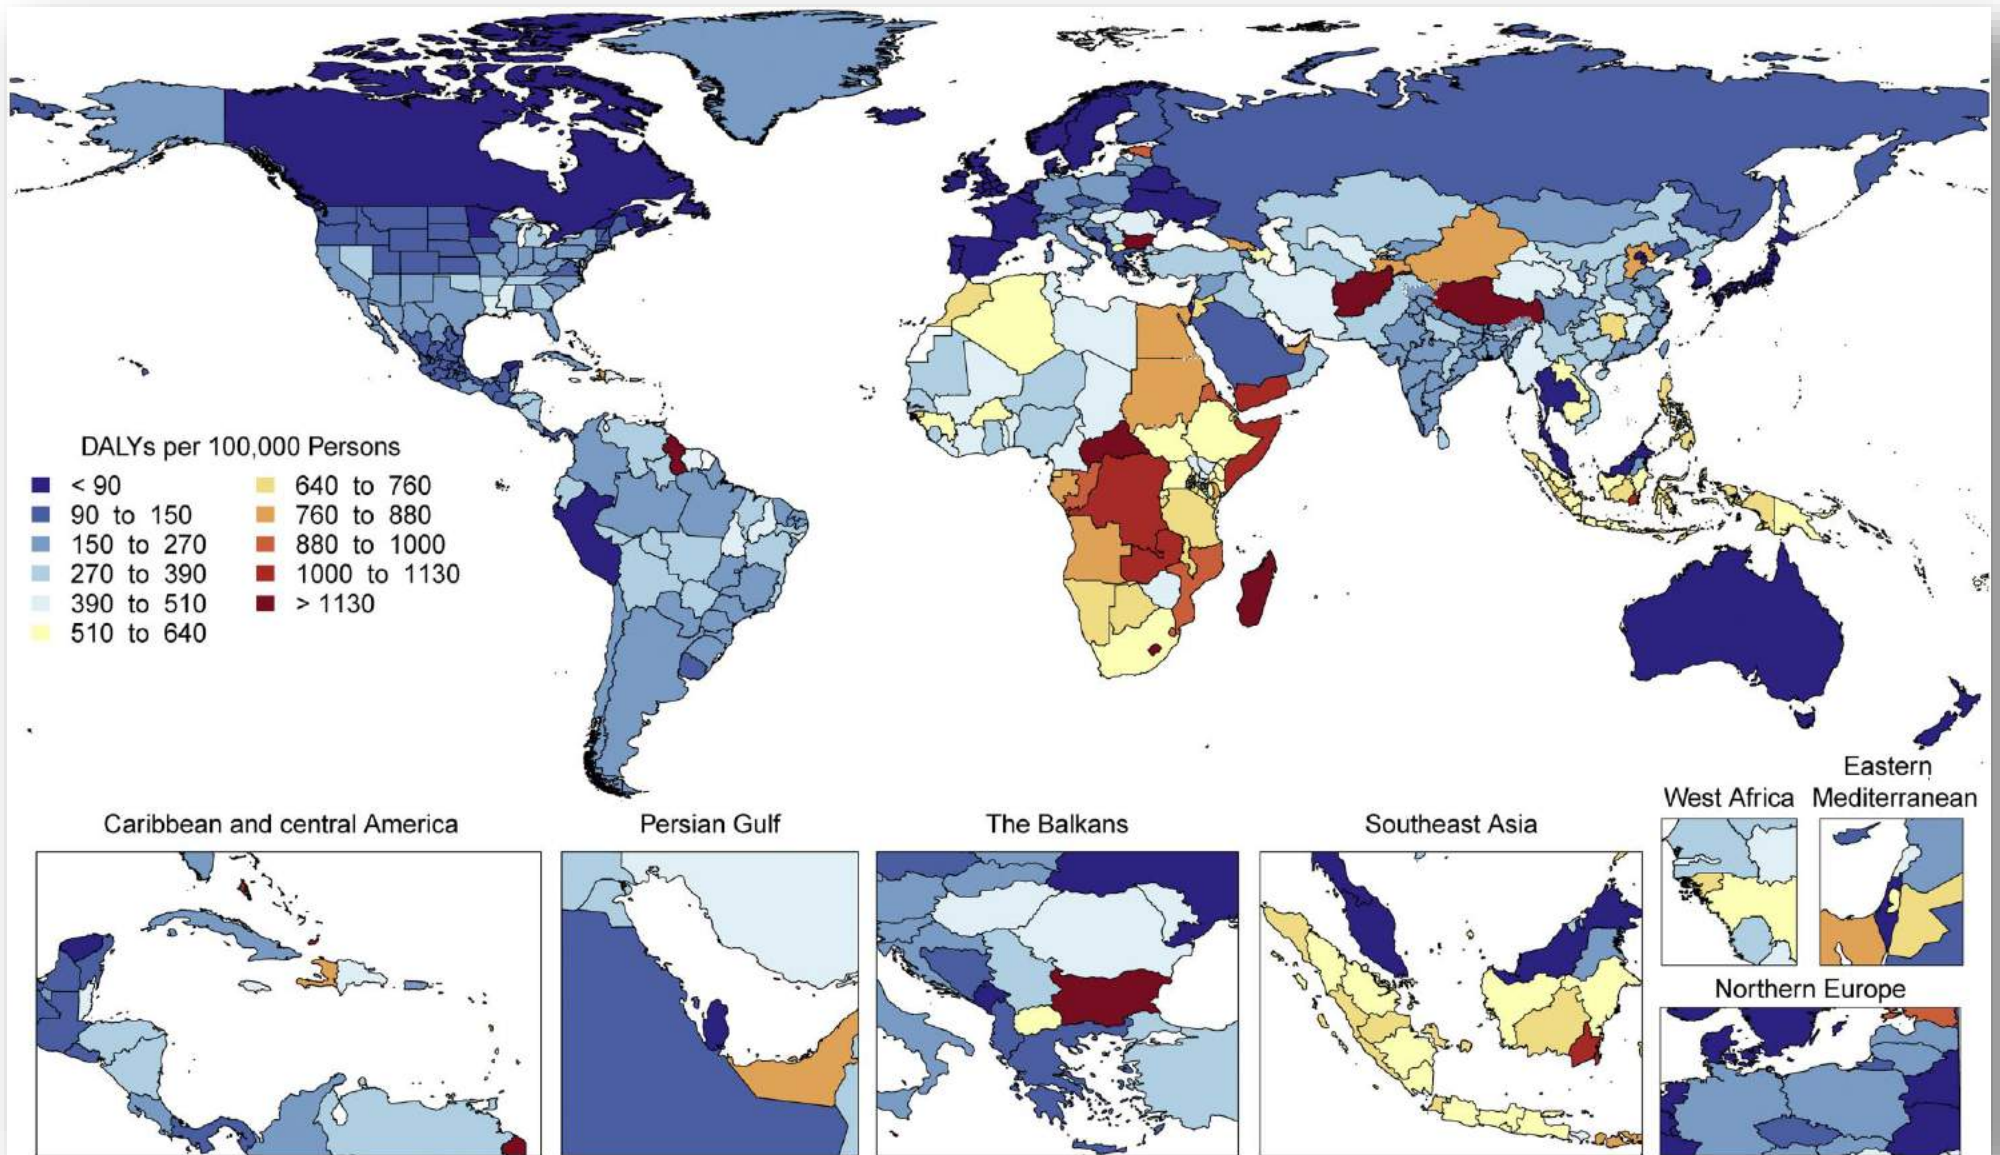 DALYs per 100,000 Persons
< 90
90 to 150
150 to 270
270 to 390
390 to 510
510 to 640
640 to 760
760 to 880
880 to 1000
1000 to 1130
> 1130
Caribbean and central America
Persian Gulf
The Balkans
Southeast Asia
West Africa
Eastern
Mediterranean
Northern Europe